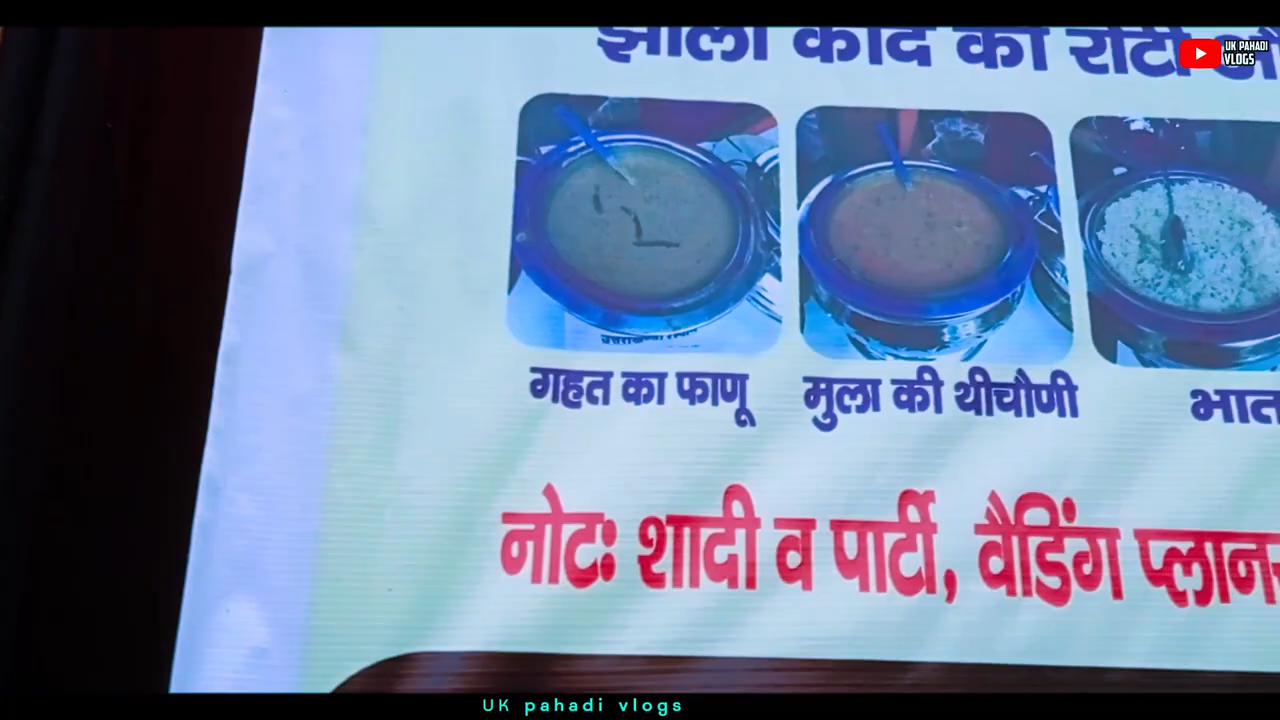 झोली कोदे की रोटी
UK PAHADI
VLOGS
गहत का फाणू
मुला की थीचौणी
भात
नोटः शादी व पार्टी, वैडिंग प्लान
UK pahadi vlogs